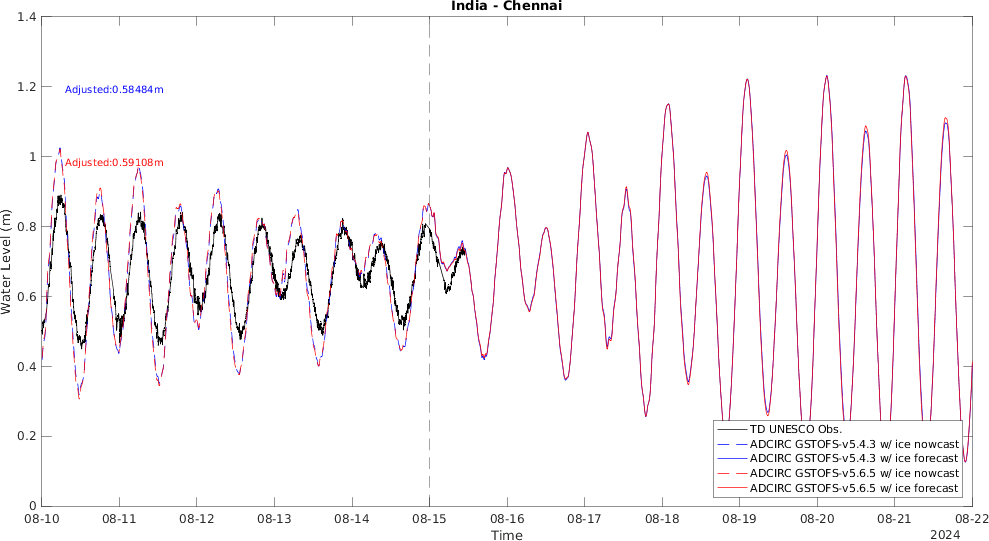 India - Chennai
Water Level (m)
1.4
1.2
1
0.8
0.6
0.4
0.2
0
Adjusted:0.58484m
Adjusted:0.59108m
TD UNESCO Obs.
ADCIRC GSTOFS-v5.4.3 w/ ice nowcast
ADCIRC GSTOFS-v5.4.3 w/ ice forecast
ADCIRC GSTOFS-v5.6.5 w/ ice nowcast
ADCIRC GSTOFS-v5.6.5 w/ ice forecast
08-10 08-11 08-12 08-13 08-14 08-15 08-16 08-17 08-18 08-19 08-20 08-21 08-22
Time
2024